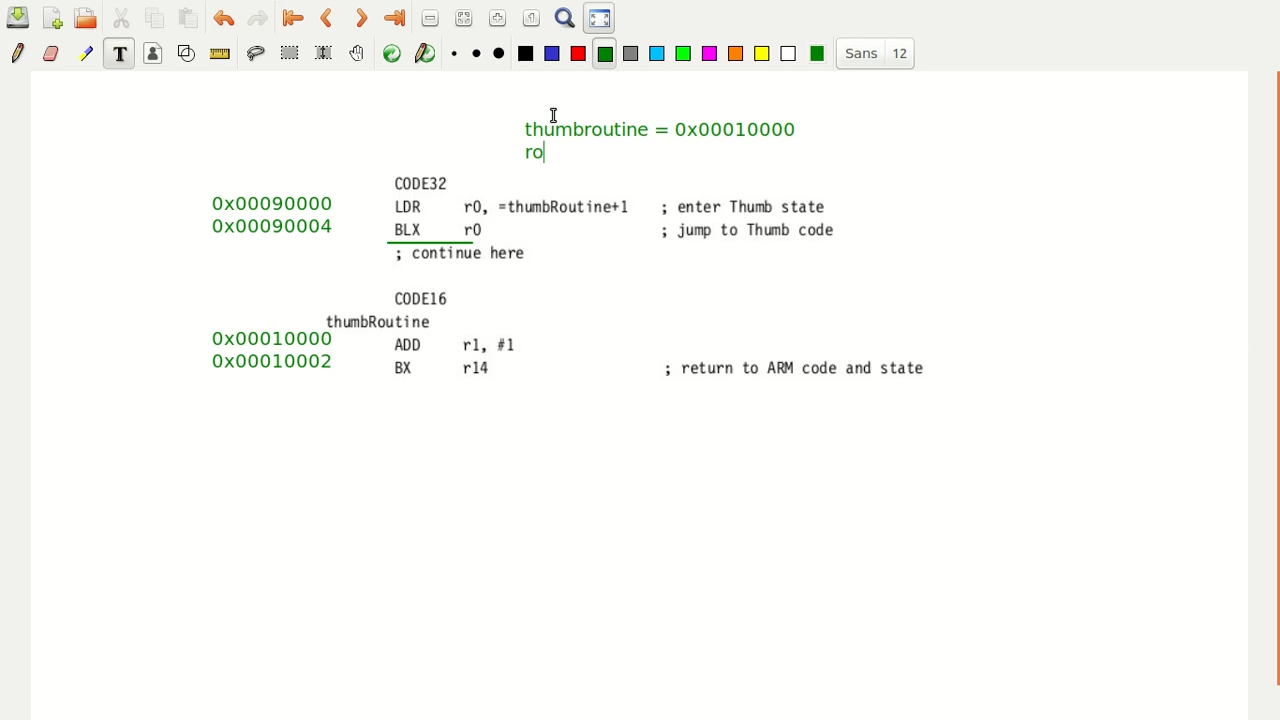 Sans 12
thumbroutine = 0x00010000
ro
CODE32
0x00090000 LDR r0, =thumbRoutine+1 ; enter Thumb state
0x00090004 BLX r0 ; jump to Thumb code
; continue here
CODE16
thumbRoutine
0x00010000 ADD r1, #1
0x00010002 BX r14 ; return to ARM code and state